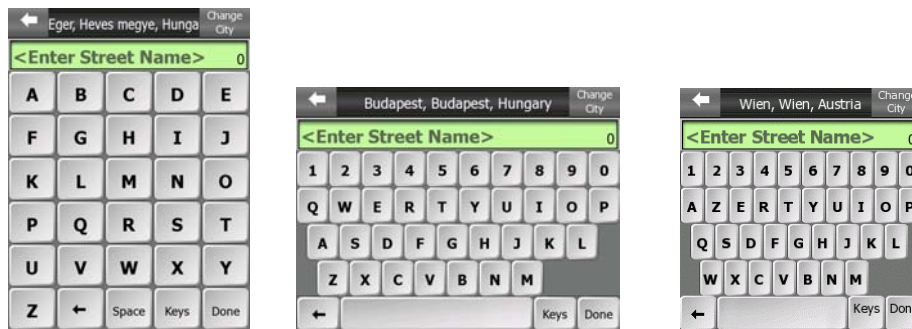 Eger, Heves megye, Hunga
Change
City
<Enter Street Name> 0
A B C D E
F G H I J
K L M N O
P Q R S T
U V W X Y
Z ← Space Keys Done
Budapest, Budapest, Hungary
Change
City
<Enter Street Name> 0
1 2 3 4 5 6 7 8 9 0
Q W E R T Y U I O P
A S D F G H J K L
Z X C V B N M
← Keys Done
Wien, Wien, Austria
Change
City
<Enter Street Name> 0
1 2 3 4 5 6 7 8 9 0
A Z E R T Y U I O P
Q S D F G H J K L
W X C V B N M
← Keys Don